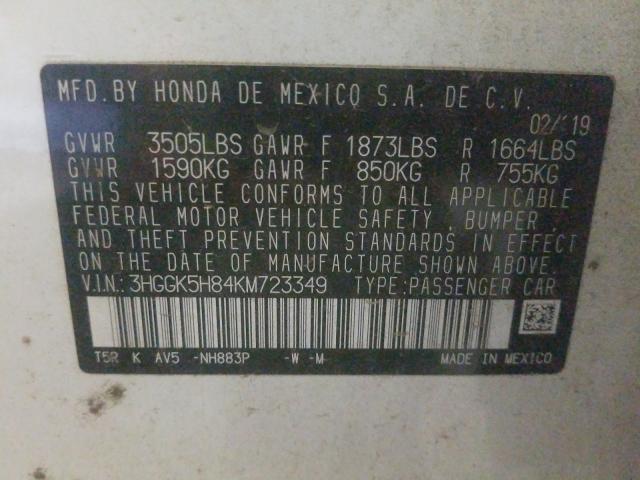 MFD.BY HONDA DE MEXICO S.A. DE C.V.
02/19
GVWR 3505LBS GAWR F 1873LBS R 1664LBS
GVWR 1590KG GAWR F 850KG R 755KG
THIS VEHICLE CONFORMS TO ALL APPLICABLE
FEDERAL MOTOR VEHICLE SAFETY , BUMPER ,
AND THEFT PREVENTION STANDARDS IN EFFECT
ON THE DATE OF MANUFACTURE SHOWN ABOVE.
V.I.N.:3HGGK5H84KM723349 TYPE:PASSENGER CAR
T5R K AV5 -NH883P -W -M MADE IN MEXICO